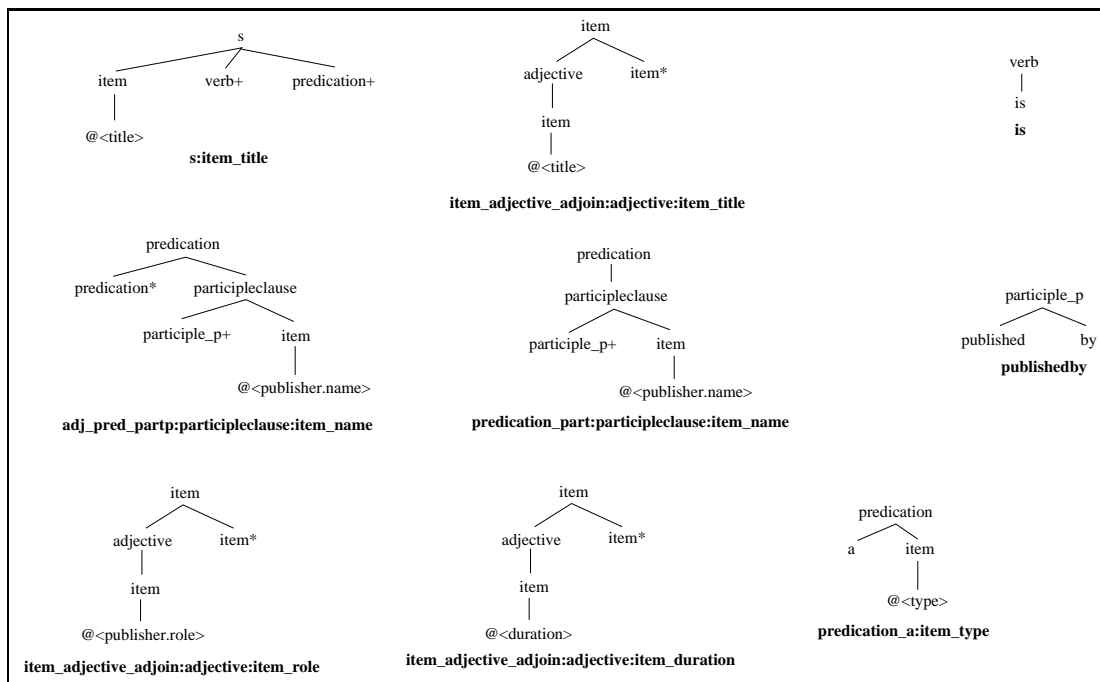 s
item verb+ predication+
@<title>
s:item_title
item
adjective item*
item
@<title>
item_adjective_adjoin:adjective:item_title
verb
is
is
predication
predication* participleclause
participle_p+ item
@<publisher.name>
adj_pred_partp:participleclause:item_name
predication
participleclause
participle_p+ item
@<publisher.name>
predication_part:participleclause:item_name
participle_p
published by
publishedby
item
adjective item*
item
@<publisher.role>
item_adjective_adjoin:adjective:item_role
item
adjective item*
item
@<duration>
item_adjective_adjoin:adjective:item_duration
predication
a item
@<type>
predication_a:item_type